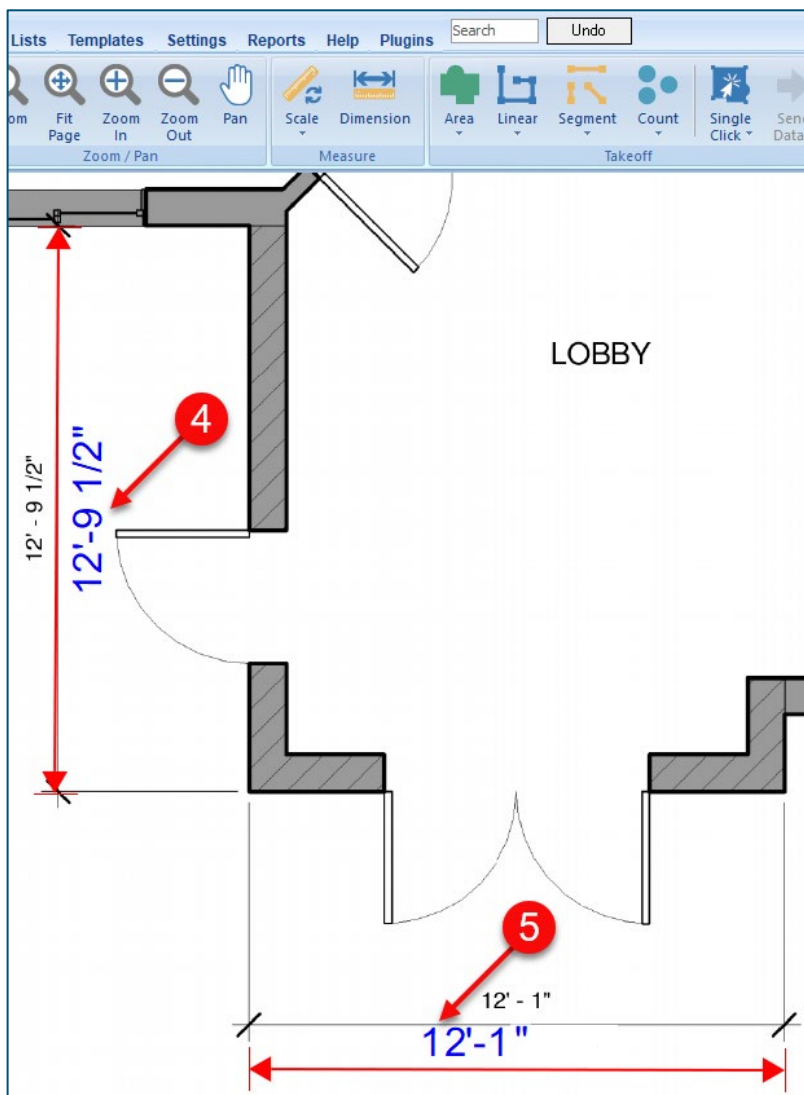 Lists Templates Settings Reports Help Plugins Search Undo
om Fit Page Zoom In Zoom Out Pan Scale Dimension Area Linear Segment Count Single Click Send Data
Zoom / Pan Measure Takeoff
LOBBY
4
12' - 9 1/2"
12'-9 1/2"
5
12' - 1"
12'-1"